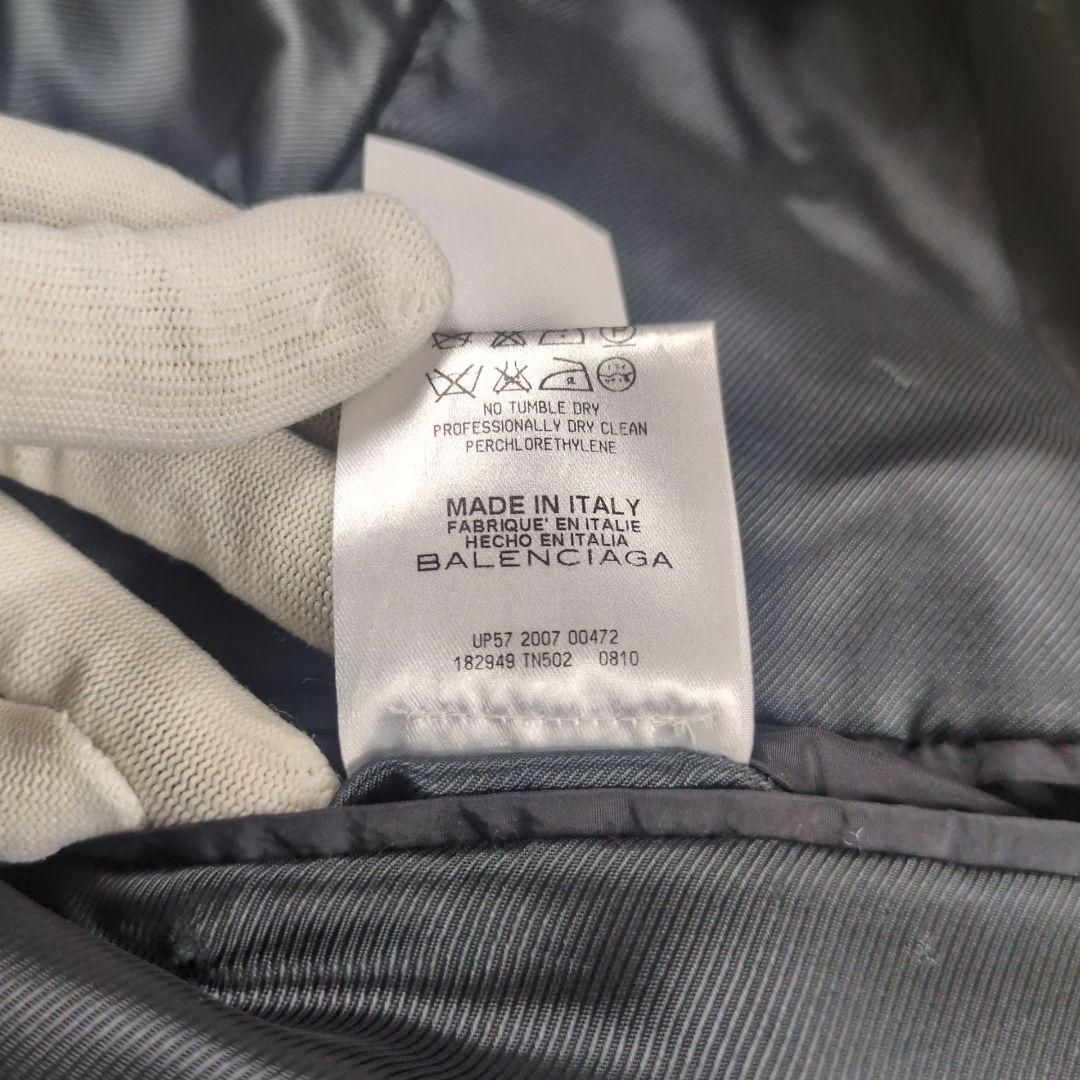 NO TUMBLE DRY
PROFESSIONALLY DRY CLEAN
PERCHLORETHYLENE
MADE IN ITALY
FABRIQUE' EN ITALIE
HECHO EN ITALIA
BALENCIAGA
UP57 2007 00472
182949 TN502 0810